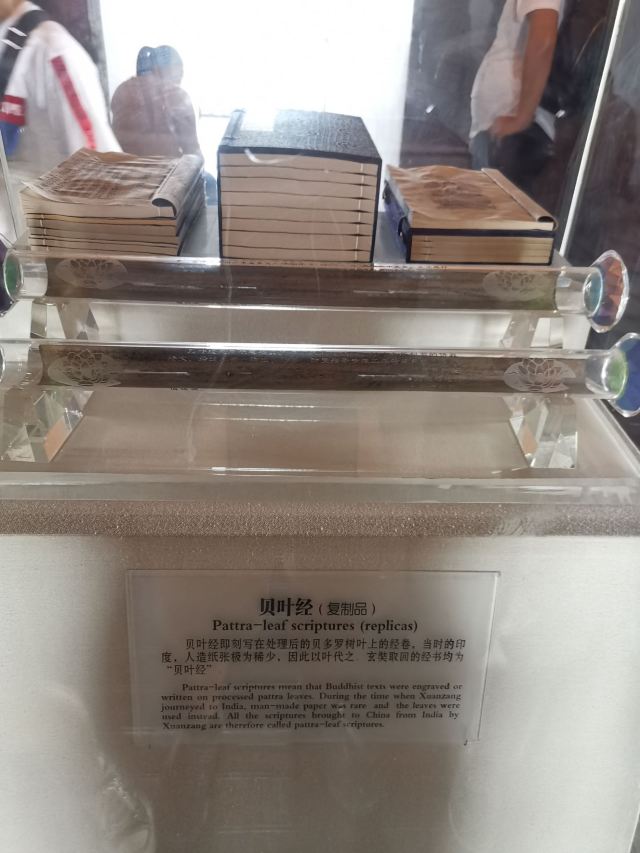 贝叶经（复制品）
Pattra-leaf scriptures (replicas)
贝叶经即刻写在处理后的贝多罗树叶上的经卷，当时的印
度，人造纸张极为稀少，因此以叶代之。玄奘取回的经书均为
“贝叶经”
Pattra-leaf scriptures mean that Buddhist texts were engraved or
written on processed pattra leaves. During the time when Xuanzang
journeyed to India, man-made paper was rare and the leaves were
used instead. All the scriptures brought to China from India by
Xuanzang are therefore called pattra-leaf scriptures.